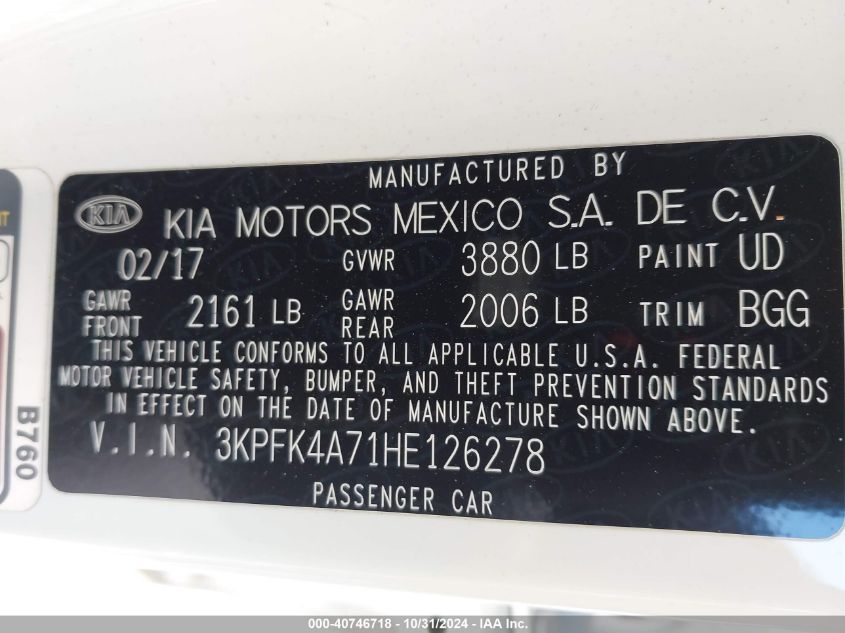 MANUFACTURED BY
KIA KIA MOTORS MEXICO S.A. DE C.V.
02/17 GVWR 3880 LB PAINT UD
GAWR FRONT 2161 LB GAWR REAR 2006 LB TRIM BGG
THIS VEHICLE CONFORMS TO ALL APPLICABLE U.S.A. FEDERAL
MOTOR VEHICLE SAFETY, BUMPER, AND THEFT PREVENTION STANDARDS
IN EFFECT ON THE DATE OF MANUFACTURE SHOWN ABOVE.
V.I.N. 3KPFK4A71HE126278
PASSENGER CAR
B760
000-40746718 - 10/31/2024 - IAA Inc.